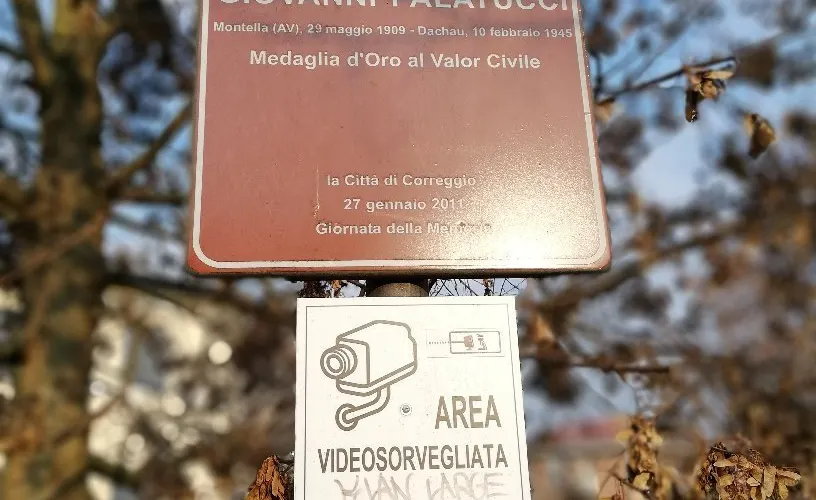 GIOVANNI PALATUCCI
Montella (AV), 29 maggio 1909 - Dachau, 10 febbraio 1945
Medaglia d'Oro al Valor Civile
la Città di Correggio
27 gennaio 2011
Giornata della Memoria
AREA
VIDEOSORVEGLIATA